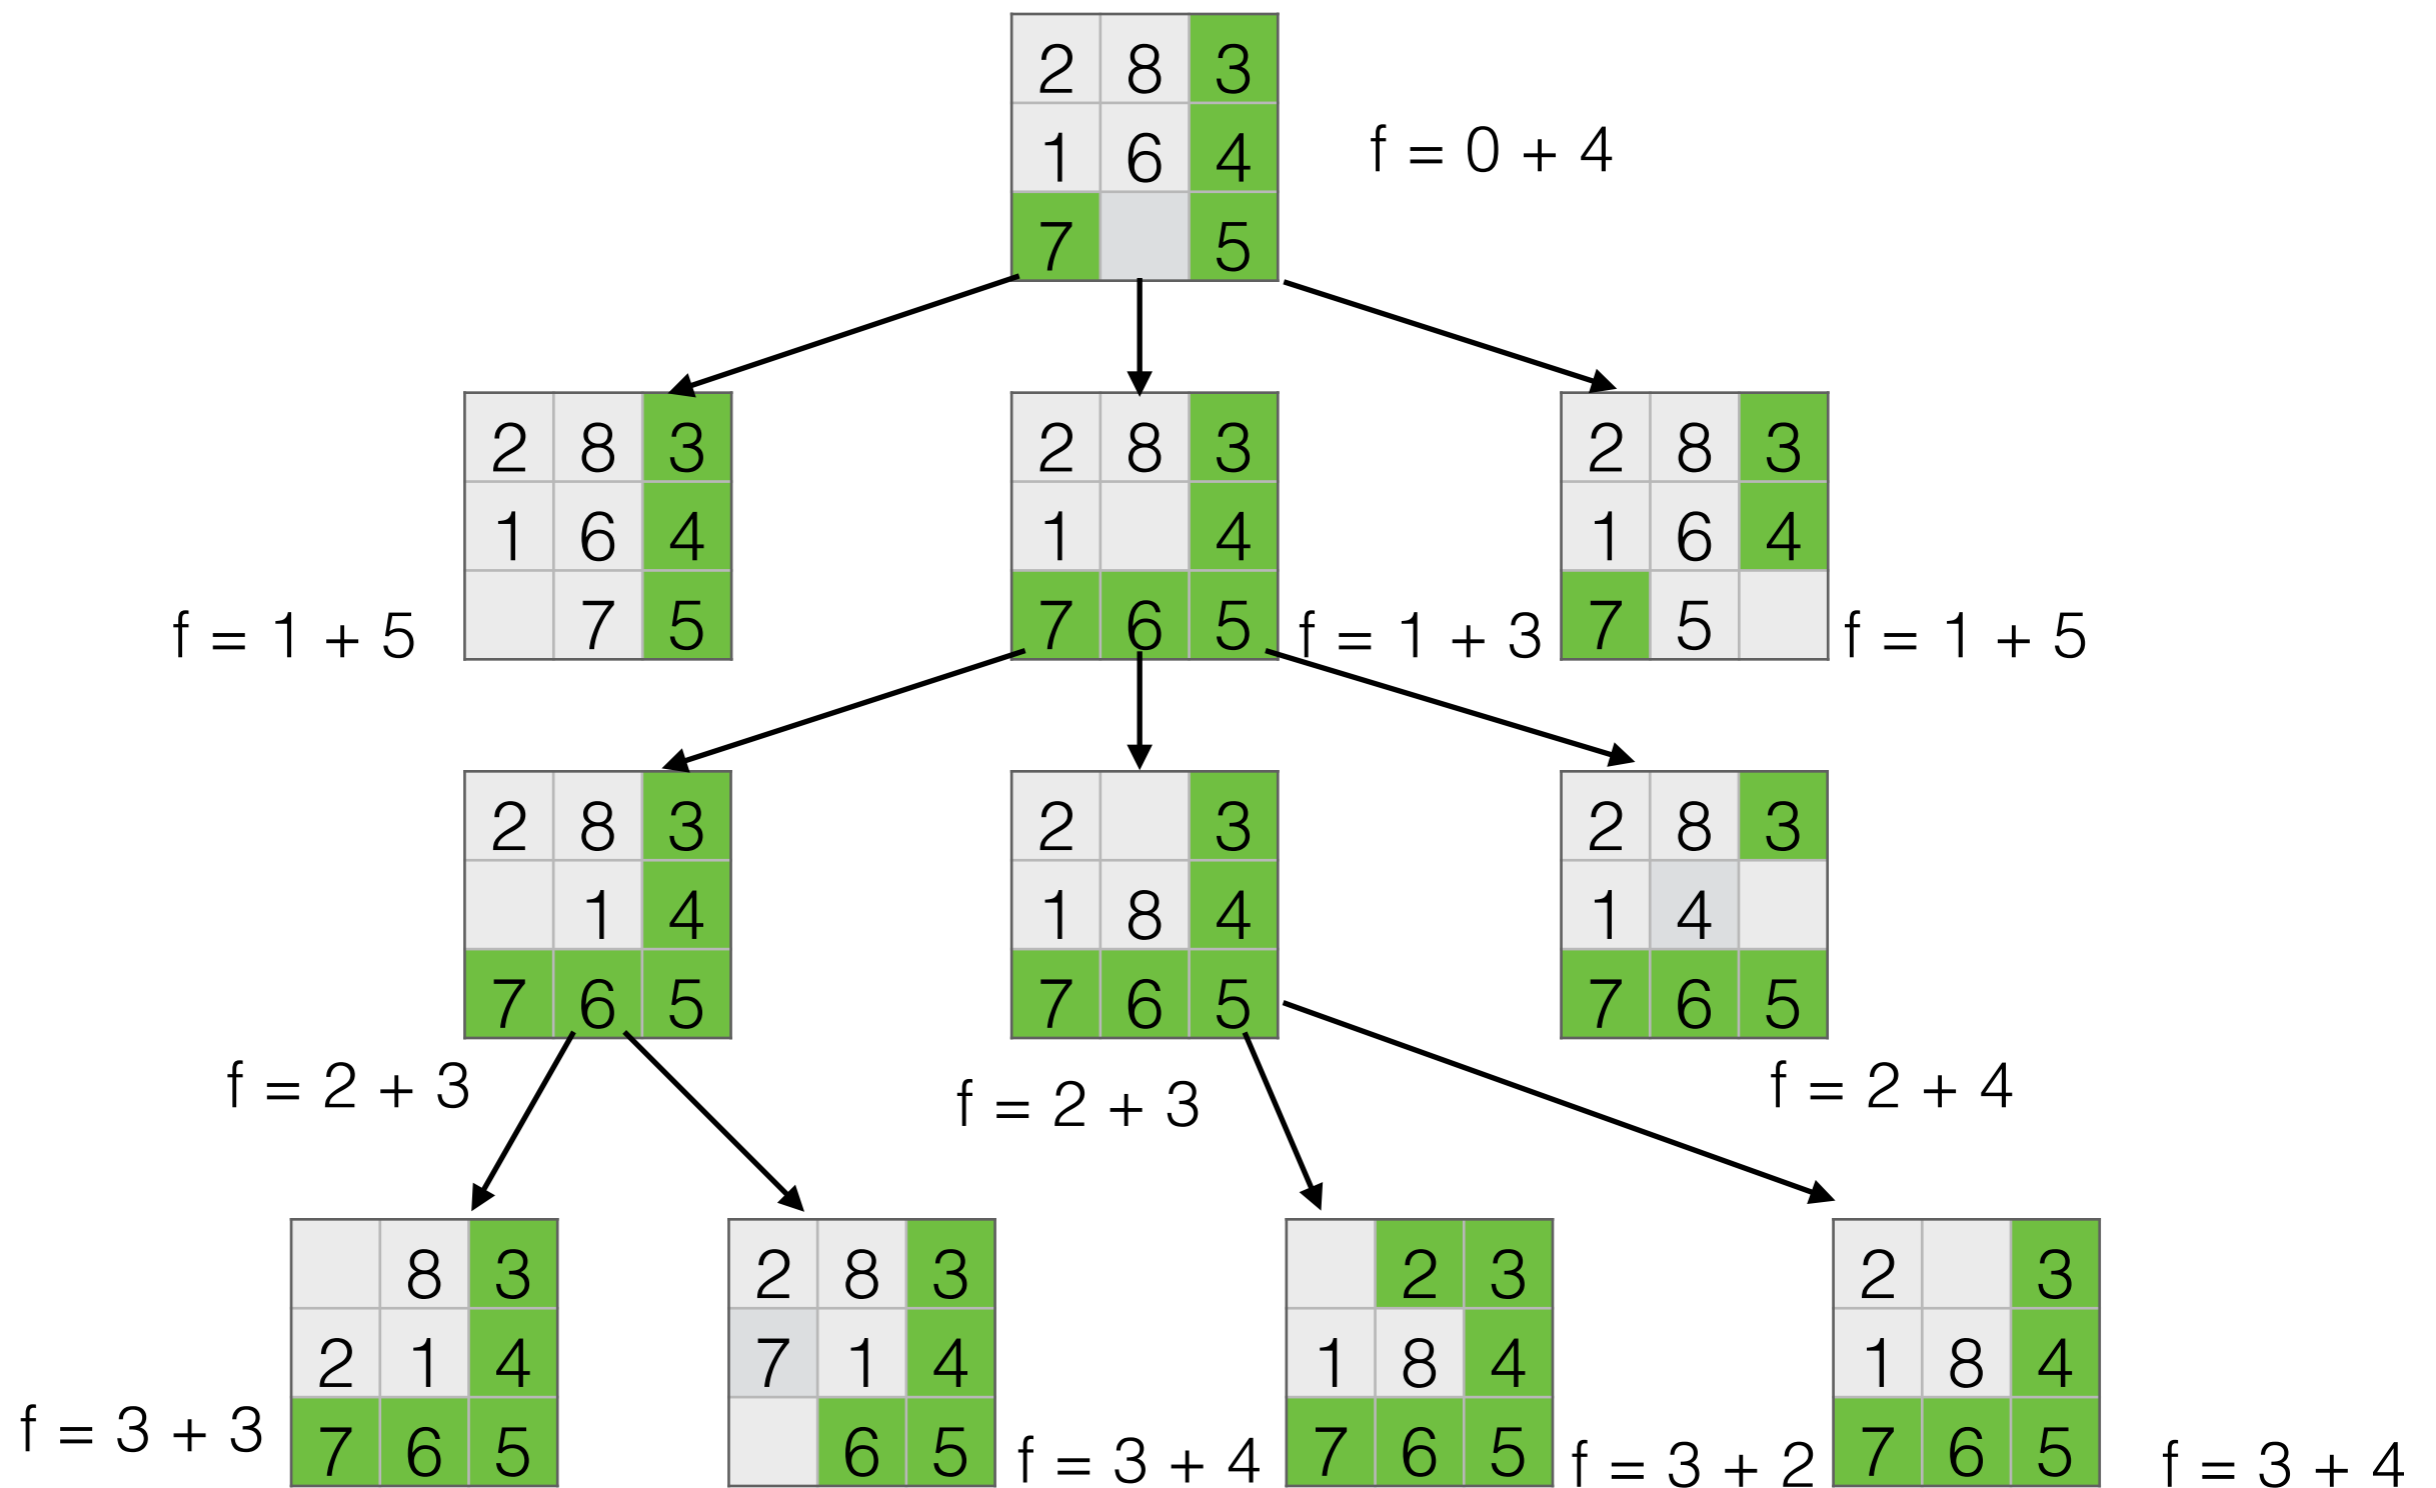 2 8 3
1 6 4
7 5
f = 0 + 4
2 8 3
1 6 4
7 5
f = 1 + 5
2 8 3
1 4
7 6 5
f = 1 + 3
2 8 3
1 6 4
7 5
f = 1 + 5
2 8 3
1 4
7 6 5
f = 2 + 3
2 3
1 8 4
7 6 5
f = 2 + 3
2 8 3
1 4
7 6 5
f = 2 + 4
8 3
2 1 4
7 6 5
f = 3 + 3
2 8 3
7 1 4
6 5
f = 3 + 4
2 3
1 8 4
7 6 5
f = 3 + 2
2 3
1 8 4
7 6 5
f = 3 + 4